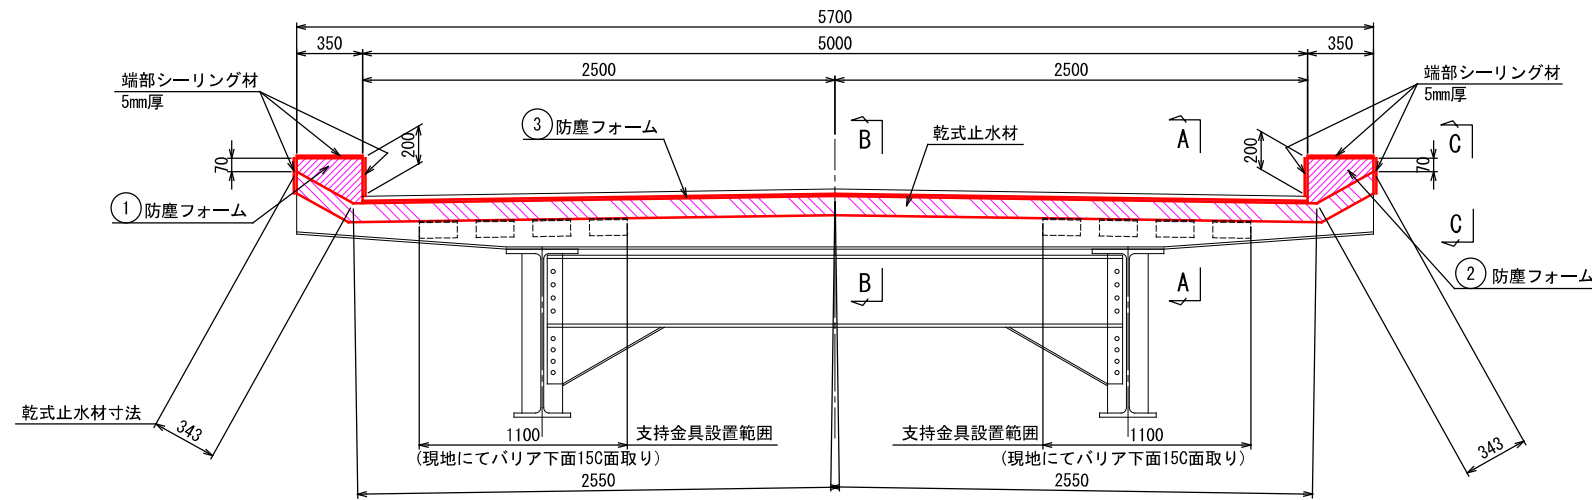 5700
350
5000
350
2500
2500
端部シーリング材
5mm厚
端部シーリング材
5mm厚
③ 防塵フォーム
B
乾式止水材
A
C
200
200
70
70
① 防塵フォーム
C
B
A
② 防塵フォーム
乾式止水材寸法
343
1100
支持金具設置範囲
支持金具設置範囲
1100
343
(現地にてバリア下面15C面取り)
(現地にてバリア下面15C面取り)
2550
2550